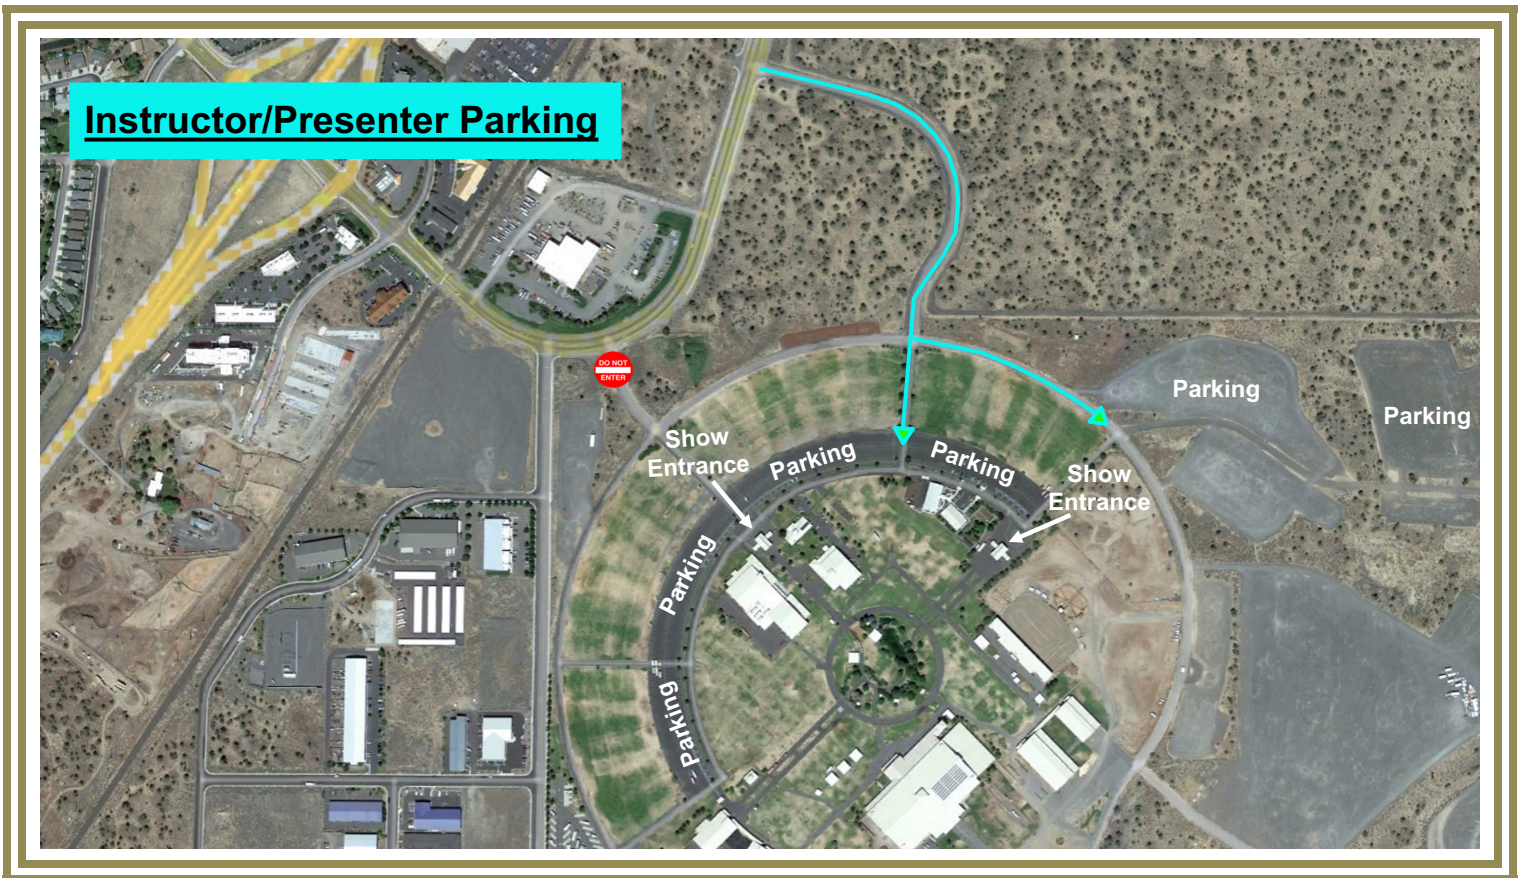 Instructor/Presenter Parking
DO NOT
ENTER
Parking
Parking
Show
Entrance
Parking
Parking
Show
Entrance
Parking
Parking